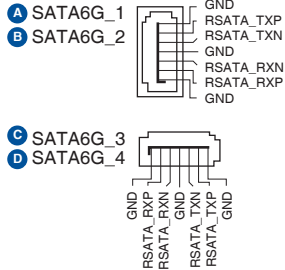 A SATA6G_1
B SATA6G_2
GND
RSATA_TXP
RSATA_TXN
GND
RSATA_RXN
RSATA_RXP
GND
C SATA6G_3
D SATA6G_4
GND
RSATA_RXP
RSATA_RXN
GND
RSATA_TXN
RSATA_TXP
GND